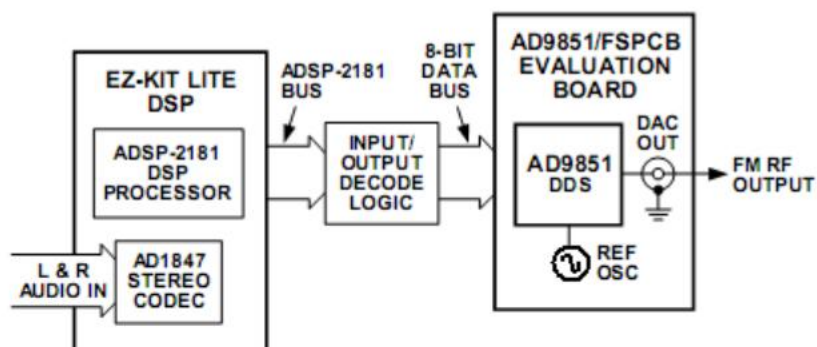 EZ-KIT LITE
DSP
ADSP-2181
DSP
PROCESSOR
L & R
AUDIO IN
AD1847
STEREO
CODEC
ADSP-2181
BUS
INPUT/
OUTPUT
DECODE
LOGIC
8-BIT
DATA
BUS
AD9851/FSPCB
EVALUATION
BOARD
AD9851
DDS
DAC
OUT
FM RF
OUTPUT
REF
OSC